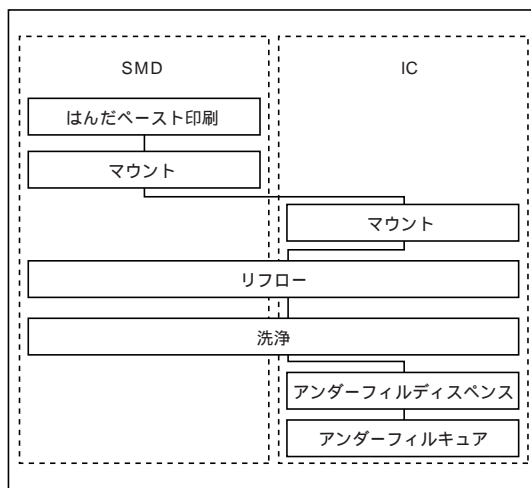 SMD
IC
はんだペースト印刷
マウント
マウント
リフロー
洗浄
アンダーフィルディスペンス
アンダーフィルキュア